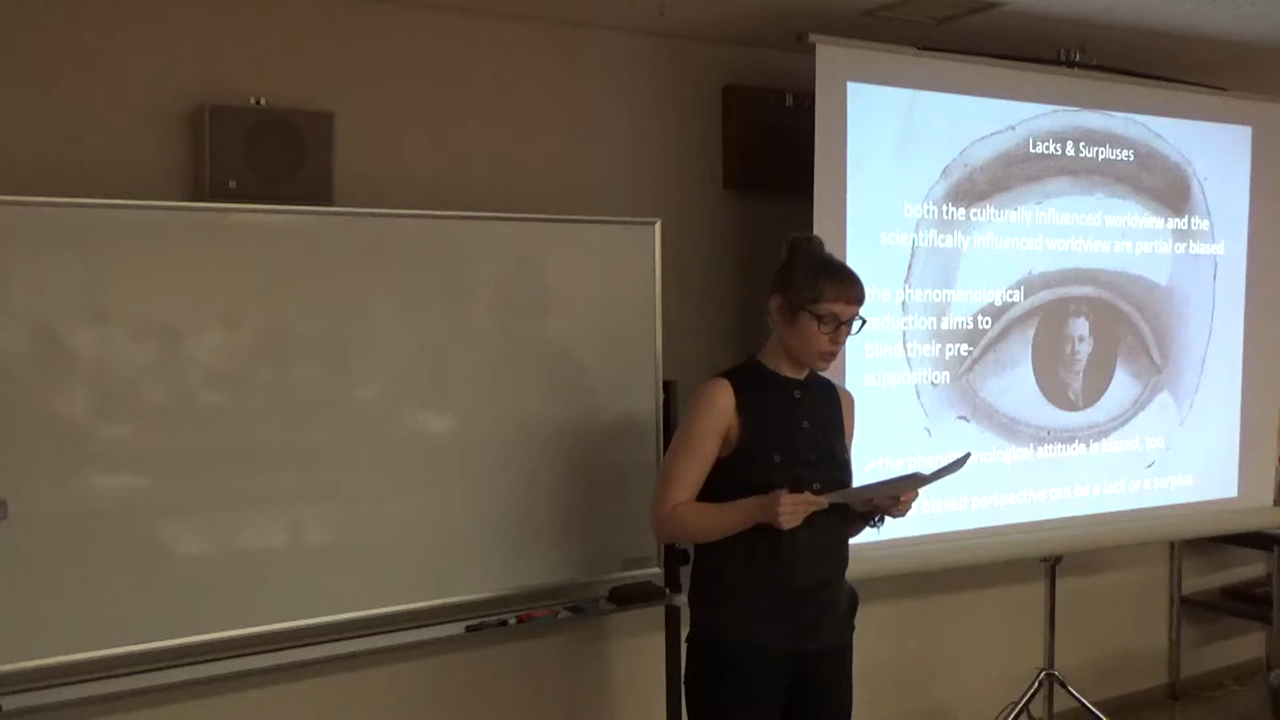 Lacks & Surpluses
both the culturally influenced worldview and the
scientifically influenced worldview are partial or biased.
the phenomenological
reduction aims to
blind their pre-
supposition
the phenomenological attitude is biased, too
biased perspective can be a lack or a surplus